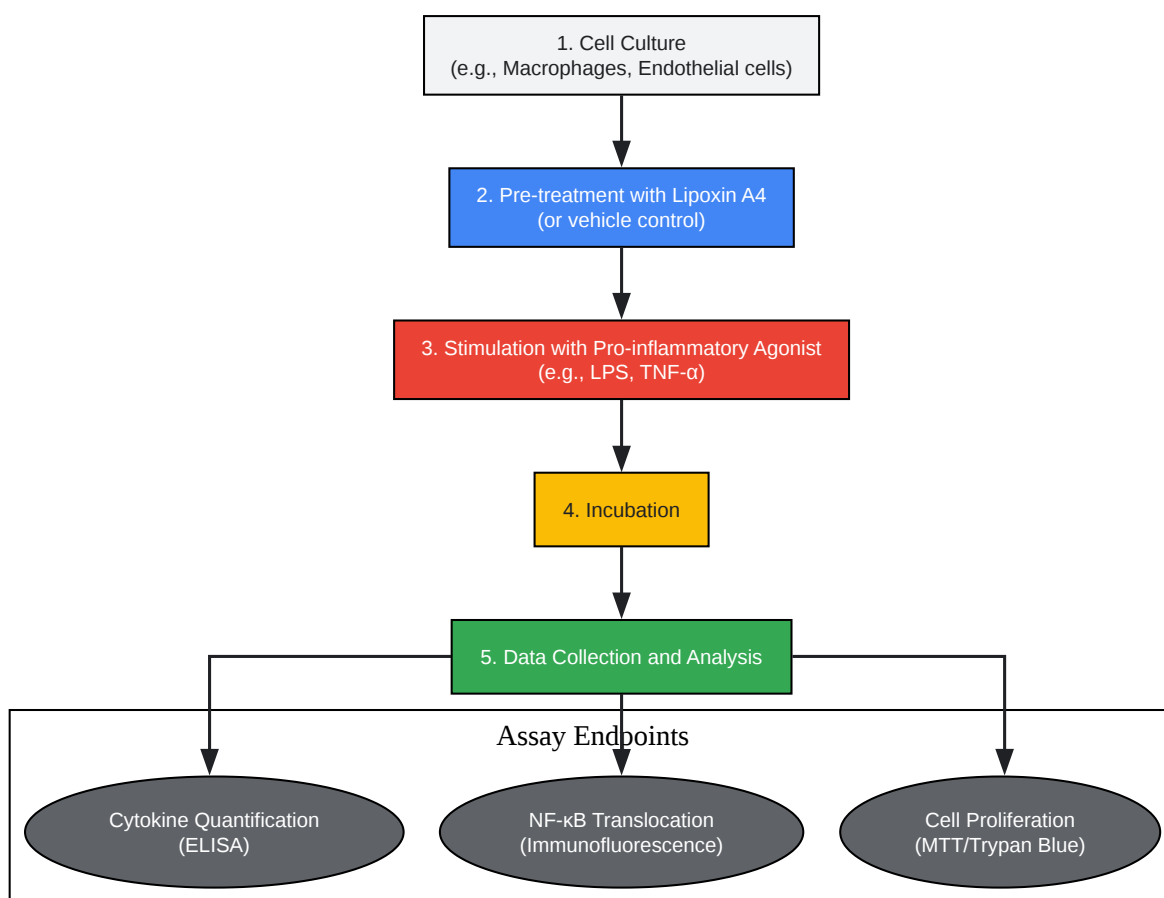 1. Cell Culture
(e.g., Macrophages, Endothelial cells)
2. Pre-treatment with Lipoxin A4
(or vehicle control)
3. Stimulation with Pro-inflammatory Agonist
(e.g., LPS, TNF-α)
4. Incubation
5. Data Collection and Analysis
Assay Endpoints
Cytokine Quantification
(ELISA)
NF-κB Translocation
(Immunofluorescence)
Cell Proliferation
(MTT/Trypan Blue)